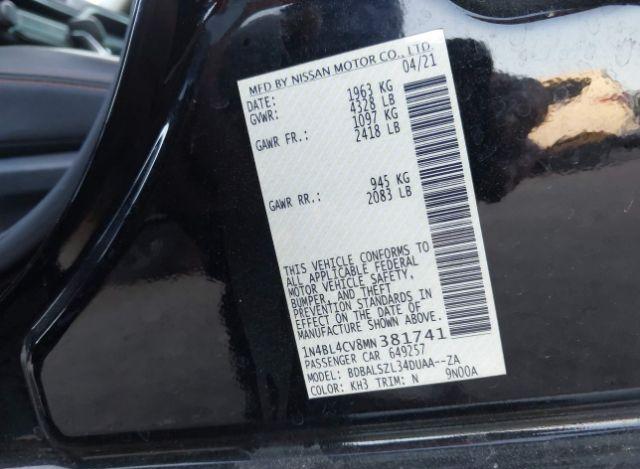 MFD BY NISSAN MOTOR CO., LTD.
DATE: 04/21
GVWR: 1963 KG
4328 LB
GAWR FR.: 1097 KG
2418 LB
GAWR RR.: 945 KG
2083 LB
THIS VEHICLE CONFORMS TO
ALL APPLICABLE FEDERAL
MOTOR VEHICLE SAFETY,
BUMPER, AND THEFT
PREVENTION STANDARDS IN
EFFECT ON THE DATE OF
MANUFACTURE SHOWN ABOVE.
1N4BL4CV8MN381741
PASSENGER CAR 649257
MODEL: BDBALSZL34DUAA--ZA
COLOR: KH3 TRIM: N 9N00A